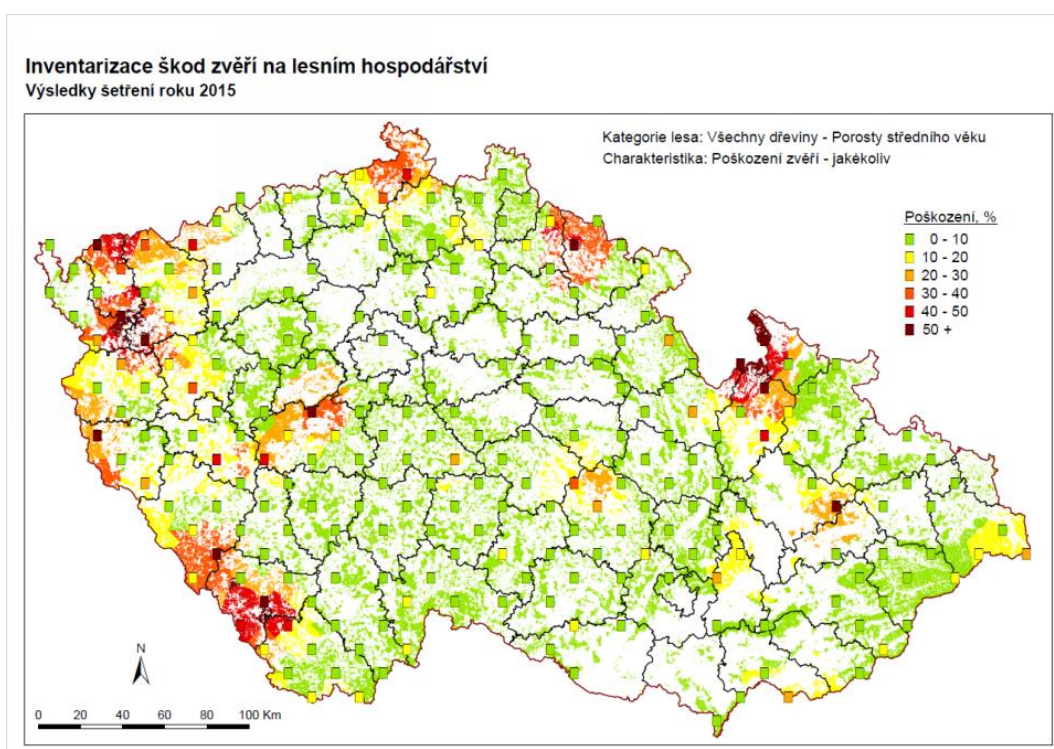 Inventarizace škod zvěří na lesním hospodářství
Výsledky šetření roku 2015
Kategorie lesa: Všechny dřeviny - Porosty středního věku
Charakteristika: Poškození zvěří - jakékoliv
Poškození, %
0 - 10
10 - 20
20 - 30
30 - 40
40 - 50
50 +
N
0 20 40 60 80 100 Km